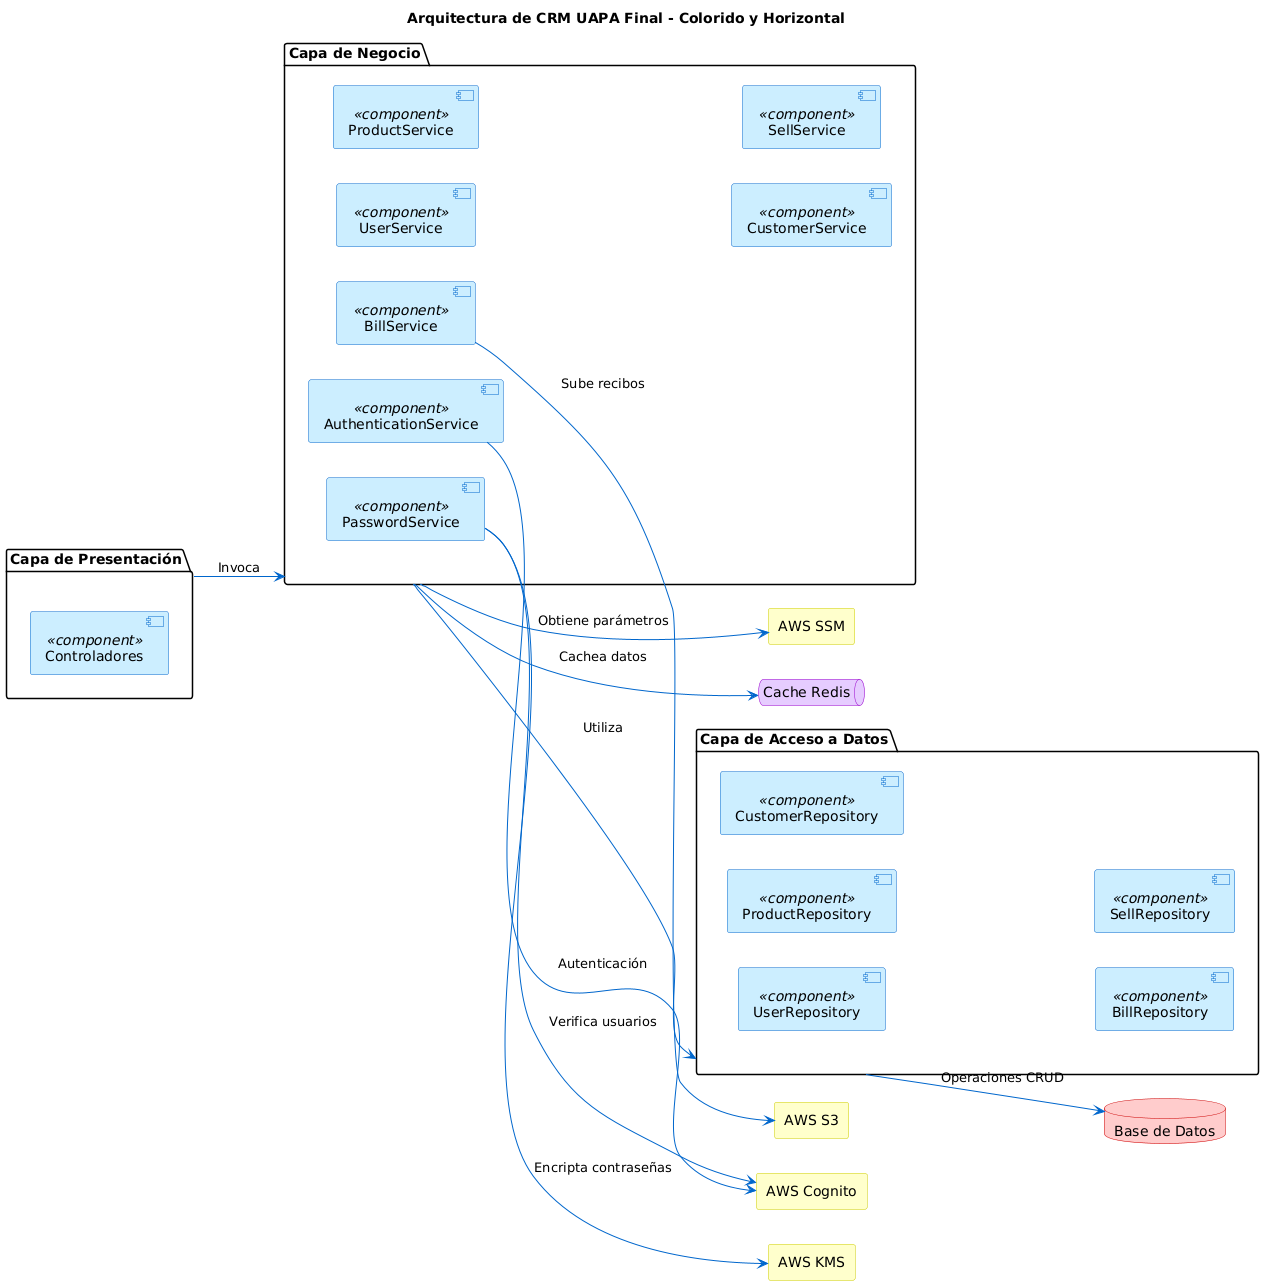 Arquitectura de CRM UAPA Final - Colorido y Horizontal
Capa de Negocio
«component»
ProductService
«component»
SellService
«component»
UserService
«component»
CustomerService
«component»
BillService
Sube recibos
«component»
AuthenticationService
«component»
PasswordService
Capa de Presentación
Invoca
«component»
Controladores
Obtiene parámetros
AWS SSM
Cachea datos
Cache Redis
Utiliza
Capa de Acceso a Datos
«component»
CustomerRepository
«component»
ProductRepository
«component»
SellRepository
«component»
UserRepository
«component»
BillRepository
Autenticación
Verifica usuarios
Operaciones CRUD
AWS S3
Base de Datos
Encripta contraseñas
AWS Cognito
AWS KMS